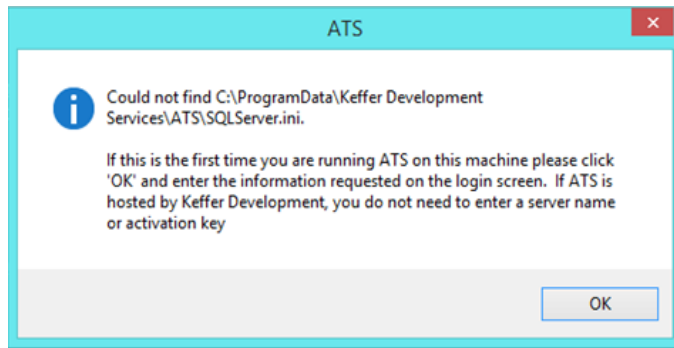 ATS
Could not find C:\ProgramData\Keffer Development
Services\ATS\SQLServer.ini.
If this is the first time you are running ATS on this machine please click
'OK' and enter the information requested on the login screen.  If ATS is
hosted by Keffer Development, you do not need to enter a server name
or activation key
OK